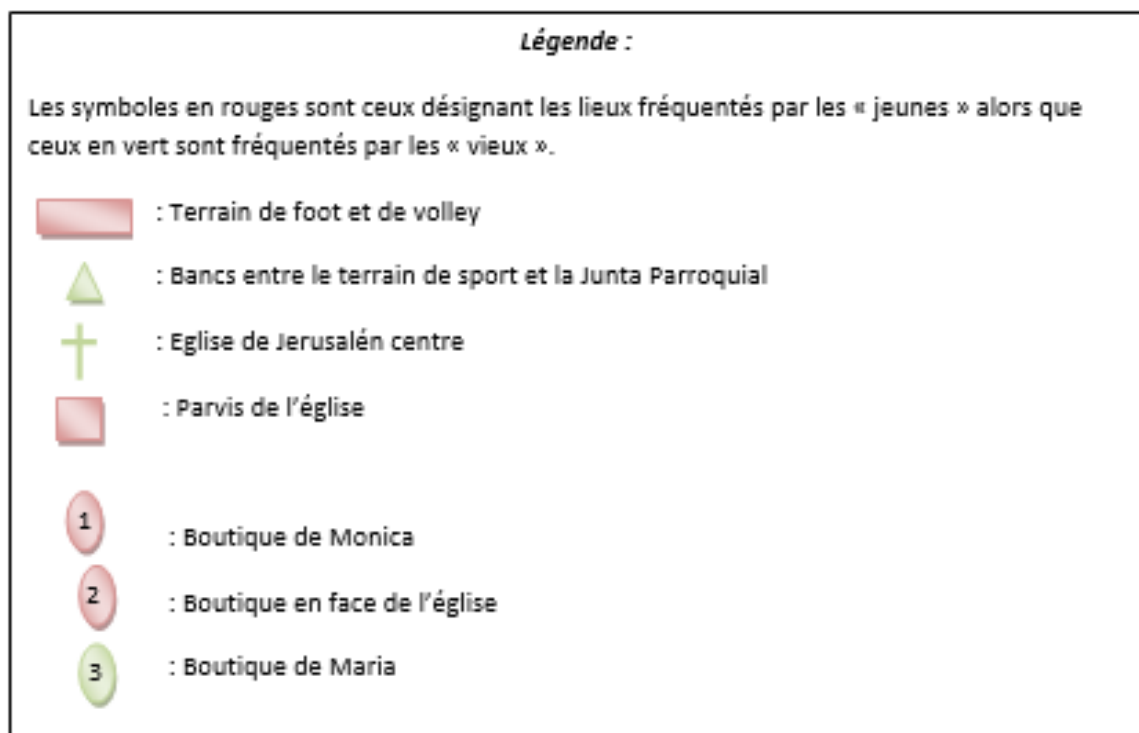 Légende :
Les symboles en rouges sont ceux désignant les lieux fréquentés par les « jeunes » alors que
ceux en vert sont fréquentés par les « vieux ».
: Terrain de foot et de volley
: Bancs entre le terrain de sport et la Junta Parroquial
: Eglise de Jerusalén centre
: Parvis de l'église
1 : Boutique de Monica
2 : Boutique en face de l'église
3 : Boutique de Maria